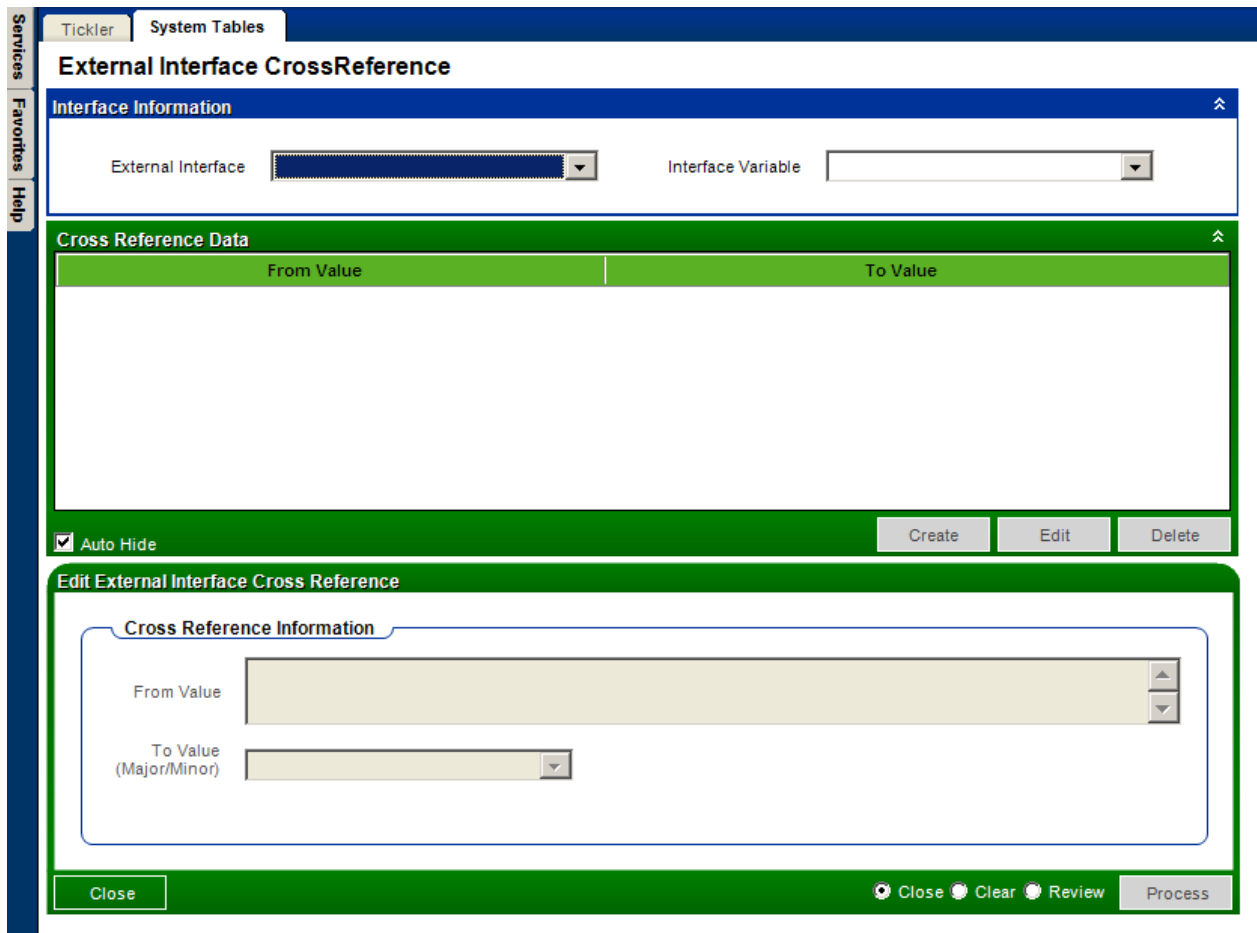 Services
Favorites
Help
Tickler
System Tables
External Interface CrossReference
Interface Information
External Interface
Interface Variable
Cross Reference Data
From Value
To Value
Auto Hide
Create
Edit
Delete
Edit External Interface Cross Reference
Cross Reference Information
From Value
To Value
(Major/Minor)
Close
Close
Clear
Review
Process